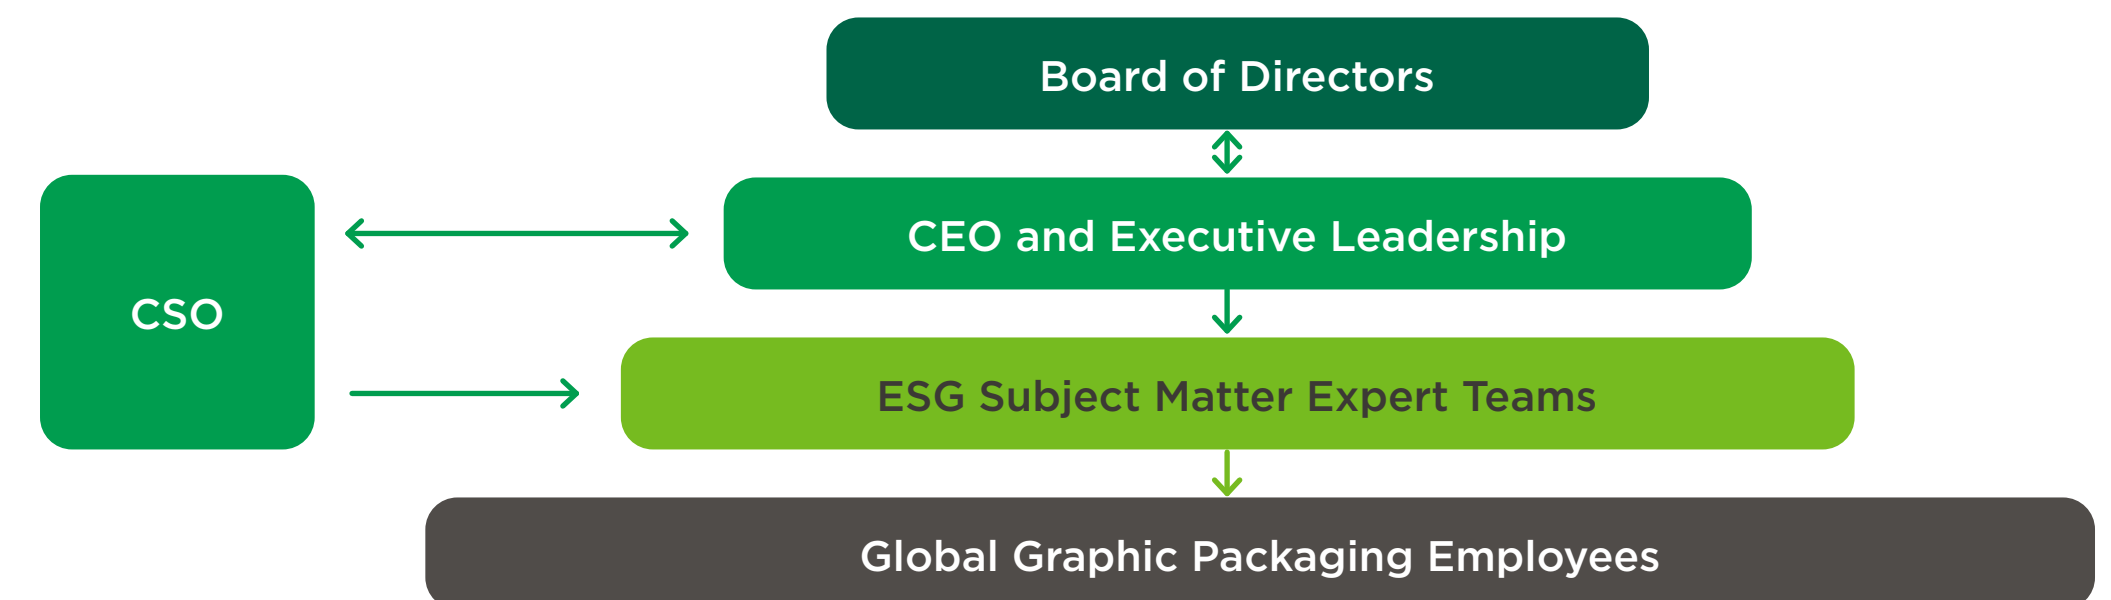 Board of Directors
CEO and Executive Leadership
CSO
ESG Subject Matter Expert Teams
Global Graphic Packaging Employees